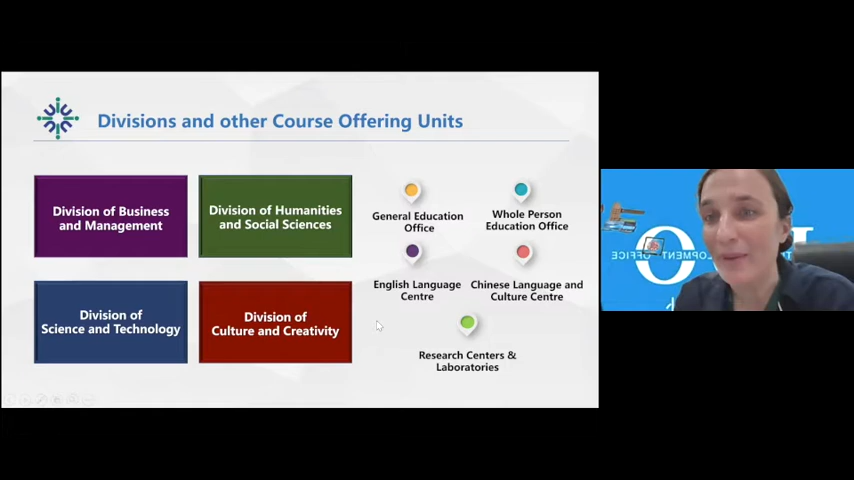 Divisions and other Course Offering Units
Division of Business
and Management
Division of Humanities
and Social Sciences
Division of
Science and Technology
Division of
Culture and Creativity
General Education
Office
Whole Person
Education Office
English Language
Centre
Chinese Language and
Culture Centre
Research Centers &
Laboratories
OFFICE